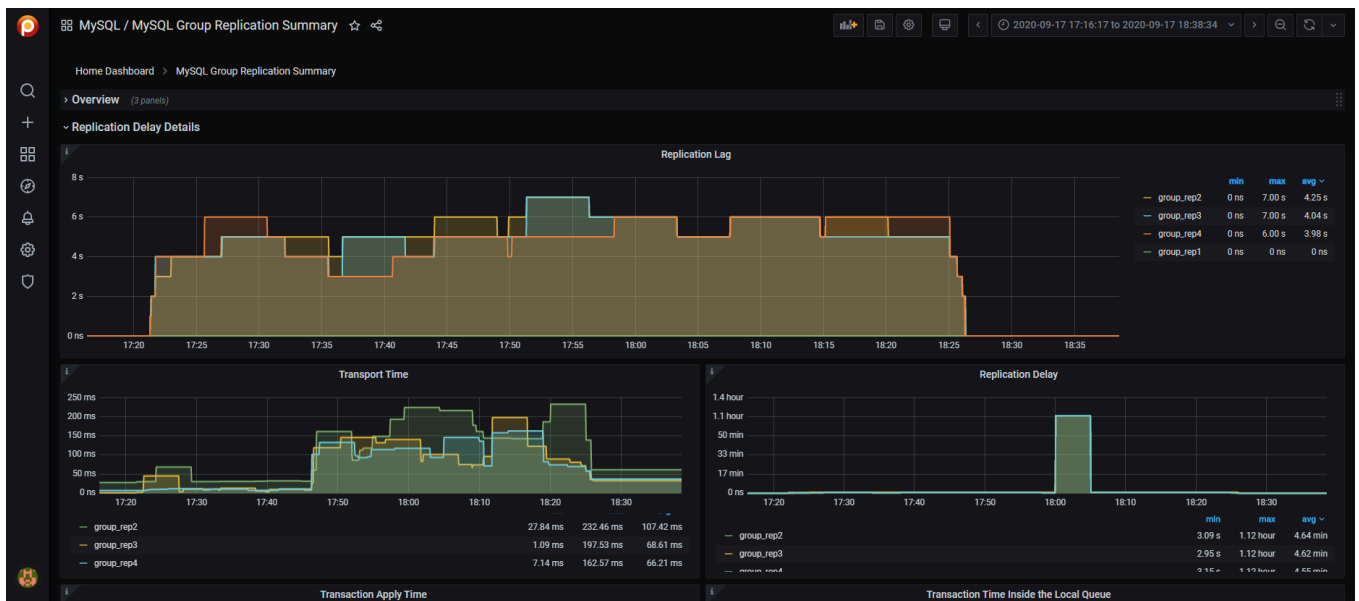 MySQL / MySQL Group Replication Summary
2020-09-17 17:16:17 to 2020-09-17 18:38:34
Home Dashboard > MySQL Group Replication Summary
Overview (3 panels)
Replication Delay Details
Replication Lag
8 s
6 s
4 s
2 s
0 ns
17:20 17:25 17:30 17:35 17:40 17:45 17:50 17:55 18:00 18:05 18:10 18:15 18:20 18:25 18:30 18:35
min max avg
group_rep2 0 ns 7.00 s 4.25 s
group_rep3 0 ns 7.00 s 4.04 s
group_rep4 0 ns 6.00 s 3.98 s
group_rep1 0 ns 0 ns 0 ns
Transport Time
250 ms
200 ms
150 ms
100 ms
50 ms
0 ns
17:20 17:30 17:40 17:50 18:00 18:10 18:20 18:30
group_rep2 27.84 ms 232.46 ms 107.42 ms
group_rep3 1.09 ms 197.53 ms 68.61 ms
group_rep4 7.14 ms 162.57 ms 66.21 ms
Replication Delay
1.4 hour
1.1 hour
50 min
33 min
17 min
0 ns
17:20 17:30 17:40 17:50 18:00 18:10 18:20 18:30
min max avg
group_rep2 3.09 s 1.12 hour 4.64 min
group_rep3 2.95 s 1.12 hour 4.62 min
group_rep4 3.15 s 1.12 hour 4.55 min
Transaction Apply Time
Transaction Time Inside the Local Queue